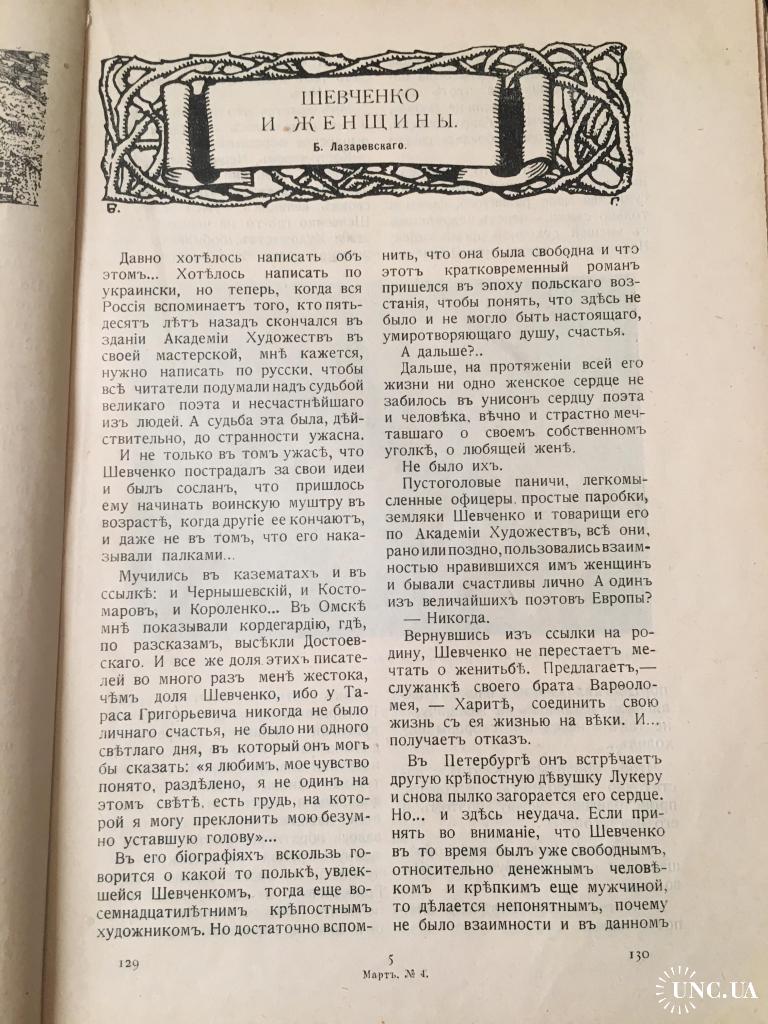 ШЕВЧЕНКО
И ЖЕНЩИНЫ.
Б. Лазаревскаго.
Б.
Г.
Давно хотѣлось написать объ
этомъ... Хотѣлось написать по
украински, но теперь, когда вся
Россія вспоминаетъ того, кто пять-
десятъ лѣтъ назадъ скончался въ
зданіи Академіи Художествъ въ
своей мастерской, мнѣ кажется,
нужно написать по русски, чтобы
всѣ читатели подумали надъ судьбой
великаго поэта и несчастнѣйшаго
изъ людей. А судьба эта была, дѣй-
ствительно, до странности ужасна.
И не только въ томъ ужасъ, что
Шевченко пострадалъ за свои идеи
и былъ сосланъ, что пришлось
ему начинать воинскую муштру въ
возрастѣ, когда другіе ее кончаютъ,
и даже не въ томъ, что его нака-
зывали палками...
Мучились въ казематахъ и въ
ссылкѣ: и Чернышевскій, и Косто-
маровъ, и Короленко... Въ Омскѣ
мнѣ показывали кордегардію, гдѣ,
по разсказамъ, высѣкли Достоев-
скаго. И все же доля этихъ писате-
лей во много разъ менѣ жестока,
чѣмъ доля Шевченко, ибо у Та-
раса Григорьевича никогда не было
личнаго счастья, не было ни одного
свѣтлаго дня, въ который онъ могъ
бы сказать: «я любимъ, мое чувство
понято, раздѣлено, я не одинъ на
этомъ свѣтѣ, есть грудь, на кото-
рой я могу преклонить мою безум-
но уставшую голову»...
Въ его біографіяхъ вскользь го-
ворится о какой то полькѣ, увлек-
шейся Шевченкомъ, тогда еще во-
семнадцатилѣтнимъ крѣпостнымъ
художникомъ. Но достаточно вспом-
нить, что она была свободна и что
этотъ кратковременный романъ
пришелся въ эпоху польскаго воз-
станія, чтобы понять, что здѣсь не
было и не могло быть настоящаго,
умиротворяющаго душу, счастья.
А дальше?..
Дальше, на протяженіи всей его
жизни ни одно женское сердце не
забилось въ унисонъ сердцу поэта
и человѣка, вѣчно и страстно меч-
тавшаго о своемъ собственномъ
уголкѣ, о любящей женѣ.
Не было ихъ.
Пустоголовые паничи, легкомы-
сленные офицеры, простые паробки,
земляки Шевченко и товарищи его
по Академіи Художествъ, всѣ они,
рано или поздно, пользовались взаим-
ностью нравившихся имъ женщинъ
и бывали счастливы лично А одинъ
изъ величайшихъ поэтовъ Европы?
— Никогда.
Вернувшись изъ ссылки на ро-
дину, Шевченко не перестаетъ ме-
чтать о женитьбѣ. Предлагаетъ,—
служанкѣ своего брата Варѳоло-
мея, — Харитѣ, соединить свою
жизнь съ ея жизнью на вѣки. И...
получаетъ отказъ.
Въ Петербургѣ онъ встрѣчаетъ
другую крѣпостную дѣвушку Лукеру
и снова пылко загорается его сердце.
Но... и здѣсь неудача. Если при-
нять во вниманіе, что Шевченко
въ то время былъ уже свободнымъ,
относительно денежнымъ человѣ-
комъ и крѣпкимъ еще мужчиной,
то дѣлается непонятнымъ, почему
не было взаимности и въ данномъ
129
5
Мартъ, № 4.
130
UNC.UA